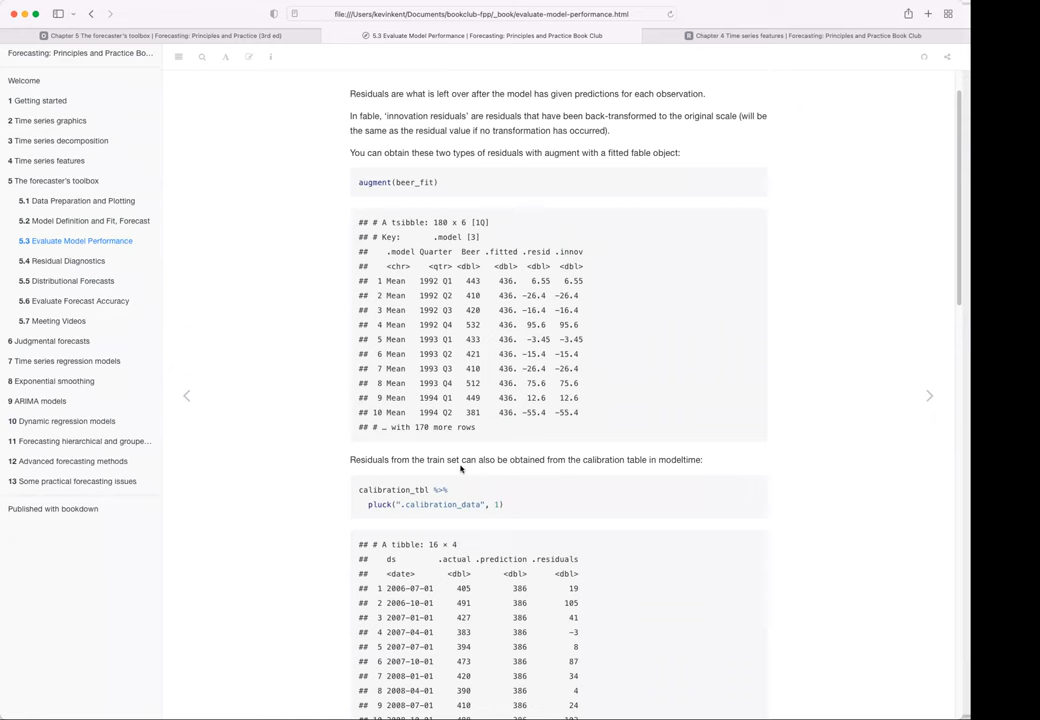 file:///Users/kevinkent/Documents/bookclub-fpp/_book/evaluate-model-performance.html
Chapter 5 The forecaster's toolbox | Forecasting: Principles and Practice (3rd ed)
5.3 Evaluate Model Performance | Forecasting: Principles and Practice Book Club
Chapter 4 Time series features | Forecasting: Principles and Practice Book Club
Forecasting: Principles and Practice Bo...
Welcome
1 Getting started
2 Time series graphics
3 Time series decomposition
4 Time series features
5 The forecaster's toolbox
5.1 Data Preparation and Plotting
5.2 Model Definition and Fit, Forecast
5.3 Evaluate Model Performance
5.4 Residual Diagnostics
5.5 Distributional Forecasts
5.6 Evaluate Forecast Accuracy
5.7 Meeting Videos
6 Judgmental forecasts
7 Time series regression models
8 Exponential smoothing
9 ARIMA models
10 Dynamic regression models
11 Forecasting hierarchical and groupe...
12 Advanced forecasting methods
13 Some practical forecasting issues
Published with bookdown
Residuals are what is left over after the model has given predictions for each observation.
In fable, 'innovation residuals' are residuals that have been back-transformed to the original scale (will be
the same as the residual value if no transformation has occurred).
You can obtain these two types of residuals with augment with a fitted fable object:
augment(beer_fit)
## # A tsibble: 180 x 6 [1Q]
## # Key: .model [3]
## .model Quarter Beer .fitted .resid .innov
## <chr> <qtr> <dbl> <dbl> <dbl> <dbl>
## 1 Mean 1992 Q1 443 436. 6.55 6.55
## 2 Mean 1992 Q2 410 436. -26.4 -26.4
## 3 Mean 1992 Q3 420 436. -16.4 -16.4
## 4 Mean 1992 Q4 532 436. 95.6 95.6
## 5 Mean 1993 Q1 433 436. -3.45 -3.45
## 6 Mean 1993 Q2 421 436. -15.4 -15.4
## 7 Mean 1993 Q3 410 436. -26.4 -26.4
## 8 Mean 1993 Q4 512 436. 75.6 75.6
## 9 Mean 1994 Q1 449 436. 12.6 12.6
## 10 Mean 1994 Q2 381 436. -55.4 -55.4
## # … with 170 more rows
Residuals from the train set can also be obtained from the calibration table in modeltime:
calibration_tbl %>%
pluck(".calibration_data", 1)
## # A tibble: 16 × 4
## ds .actual .prediction .residuals
## <date> <dbl> <dbl> <dbl>
## 1 2006-07-01 405 386 19
## 2 2006-10-01 491 386 105
## 3 2007-01-01 427 386 41
## 4 2007-04-01 383 386 -3
## 5 2007-07-01 394 386 8
## 6 2007-10-01 473 386 87
## 7 2008-01-01 420 386 34
## 8 2008-04-01 390 386 4
## 9 2008-07-01 410 386 24